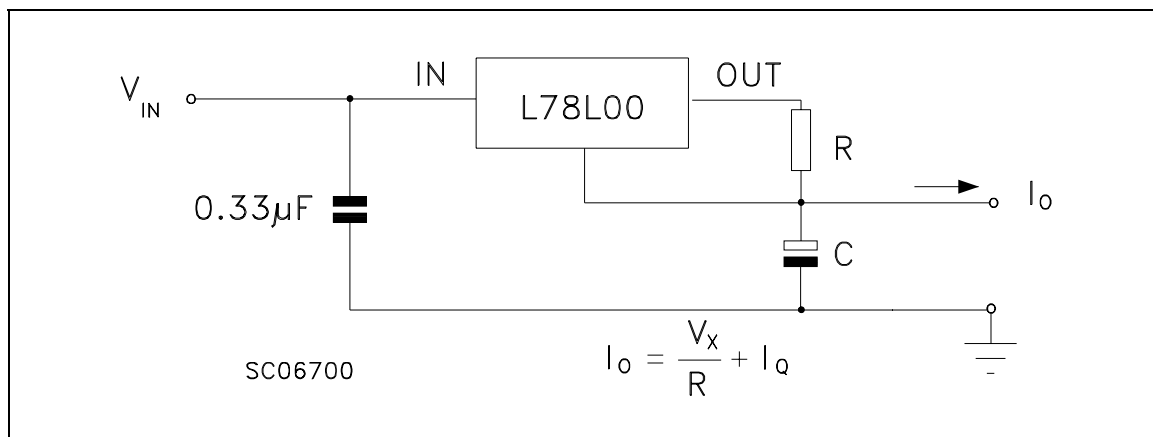 V_IN
IN
L78L00
OUT
R
0.33µF
I_O
C
I_O = V_X / R + I_Q
SC06700